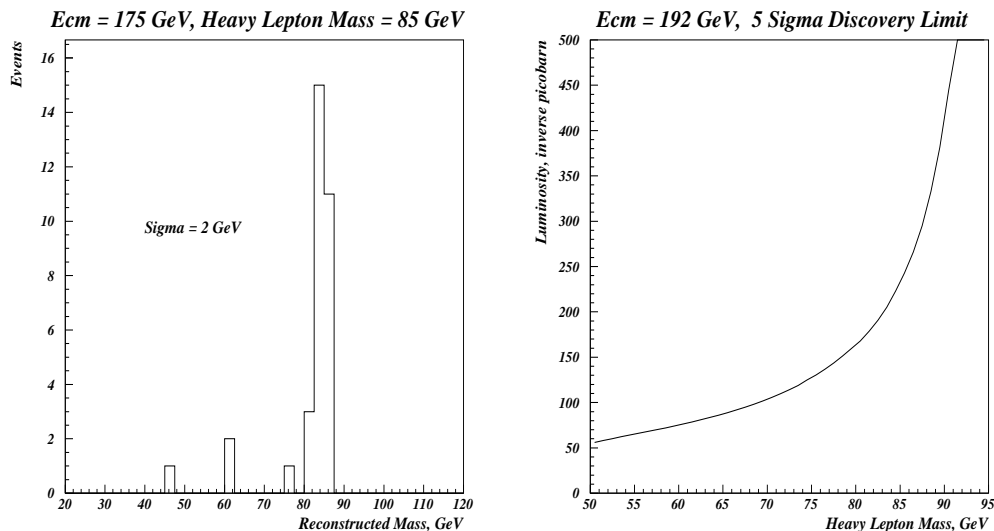 Ecm = 175 GeV, Heavy Lepton Mass = 85 GeV
Events
16
14
12
10
8
6
4
2
0
Sigma = 2 GeV
20 30 40 50 60 70 80 90 100 110 120
Reconstructed Mass, GeV
Ecm = 192 GeV, 5 Sigma Discovery Limit
Luminosity, inverse picobarn
500
450
400
350
300
250
200
150
100
50
0
50 55 60 65 70 75 80 85 90 95
Heavy Lepton Mass, GeV